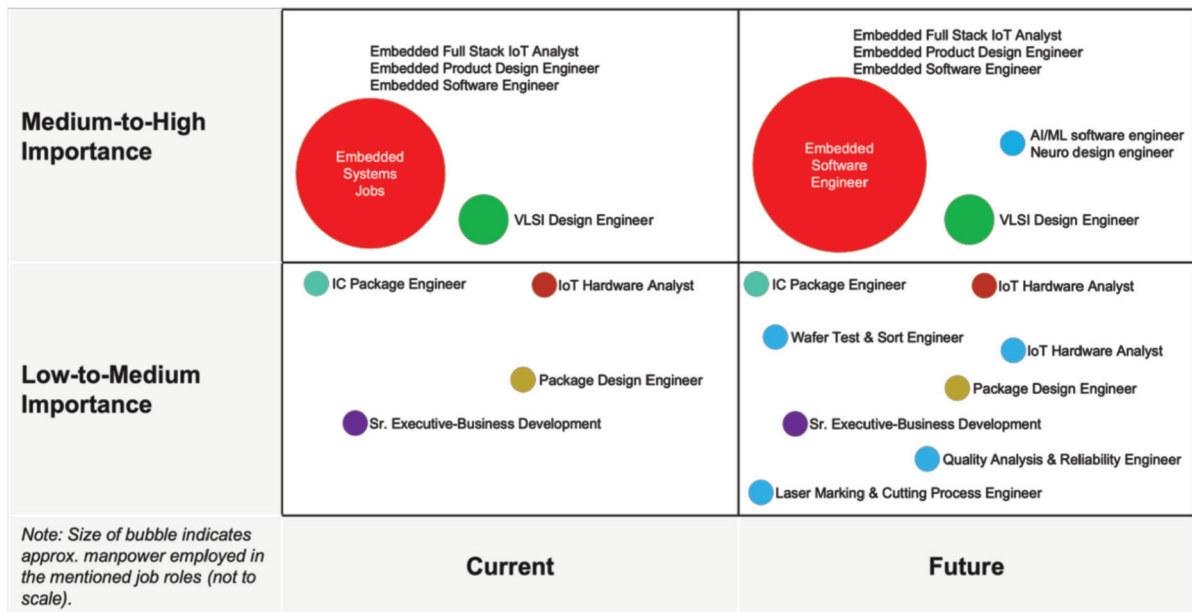 Medium-to-High
Importance
Embedded Full Stack IoT Analyst
Embedded Product Design Engineer
Embedded Software Engineer
Embedded
Systems
Jobs
VLSI Design Engineer
Embedded Full Stack IoT Analyst
Embedded Product Design Engineer
Embedded Software Engineer
Embedded
Software
Engineer
AI/ML software engineer
Neuro design engineer
VLSI Design Engineer
Low-to-Medium
Importance
IC Package Engineer
IoT Hardware Analyst
Package Design Engineer
Sr. Executive-Business Development
IC Package Engineer
IoT Hardware Analyst
Wafer Test & Sort Engineer
IoT Hardware Analyst
Package Design Engineer
Sr. Executive-Business Development
Quality Analysis & Reliability Engineer
Laser Marking & Cutting Process Engineer
Note: Size of bubble indicates
approx. manpower employed in
the mentioned job roles (not to
scale).
Current
Future